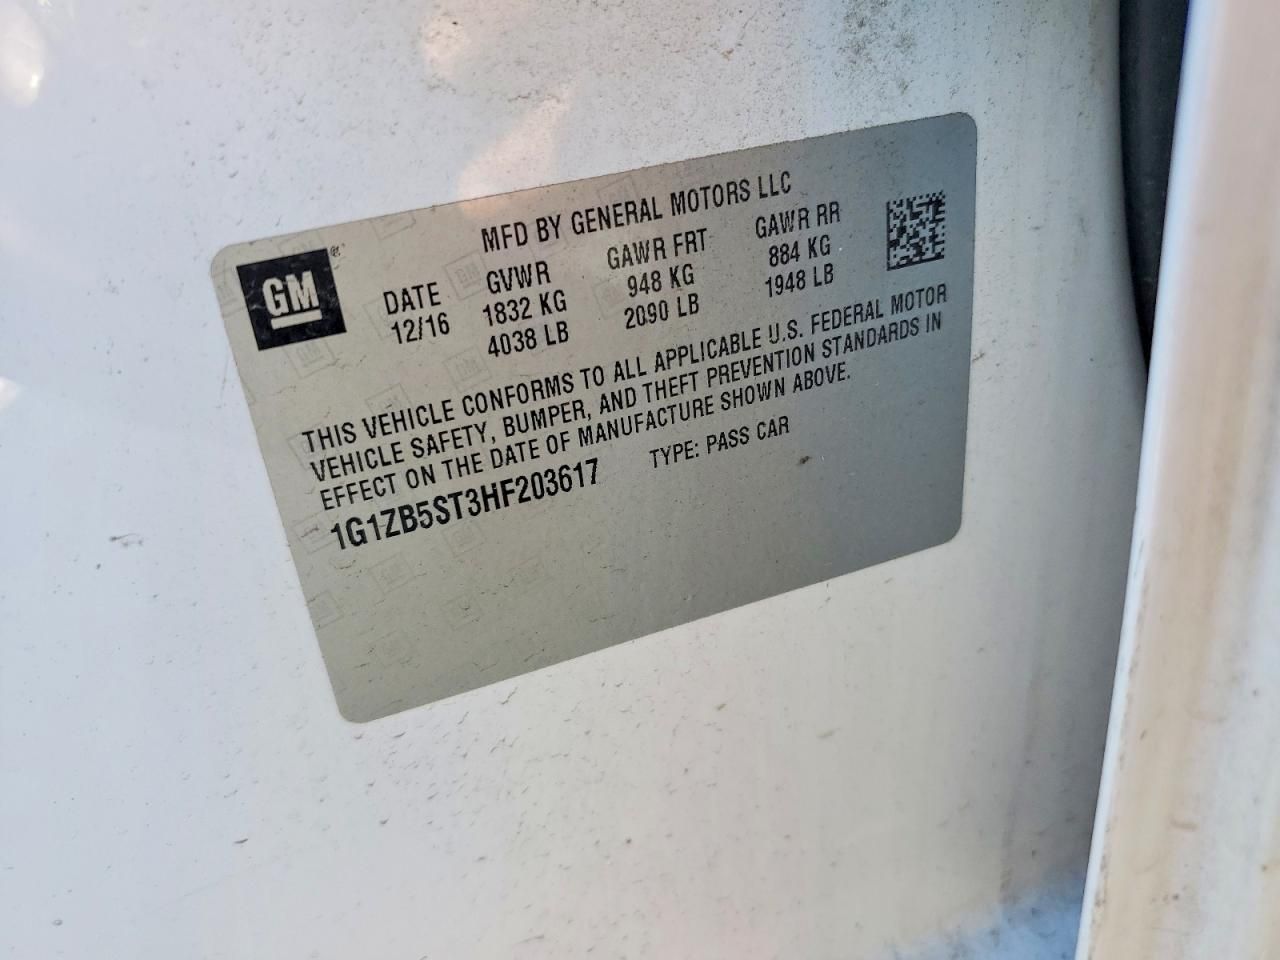 MFD BY GENERAL MOTORS LLC
GM®
DATE GVWR GAWR FRT GAWR RR
12/16 1832 KG 948 KG 884 KG
4038 LB 2090 LB 1948 LB
THIS VEHICLE CONFORMS TO ALL APPLICABLE U.S. FEDERAL MOTOR
VEHICLE SAFETY, BUMPER, AND THEFT PREVENTION STANDARDS IN
EFFECT ON THE DATE OF MANUFACTURE SHOWN ABOVE.
1G1ZB5ST3HF203617 TYPE: PASS CAR